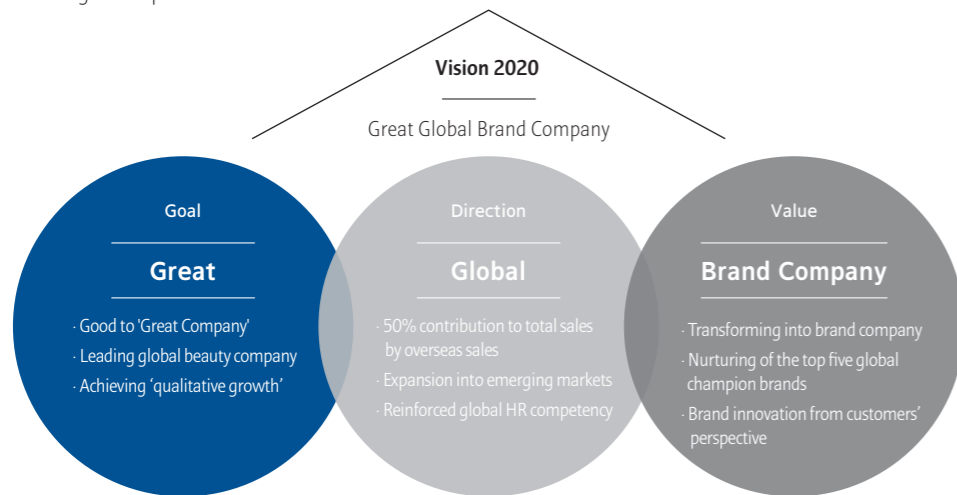 Vision 2020
Great Global Brand Company
Goal
Great
· Good to 'Great Company'
· Leading global beauty company
· Achieving ‘qualitative growth’
Direction
Global
· 50% contribution to total sales
by overseas sales
· Expansion into emerging markets
· Reinforced global HR competency
Value
Brand Company
· Transforming into brand company
· Nurturing of the top five global
champion brands
· Brand innovation from customers’
perspective